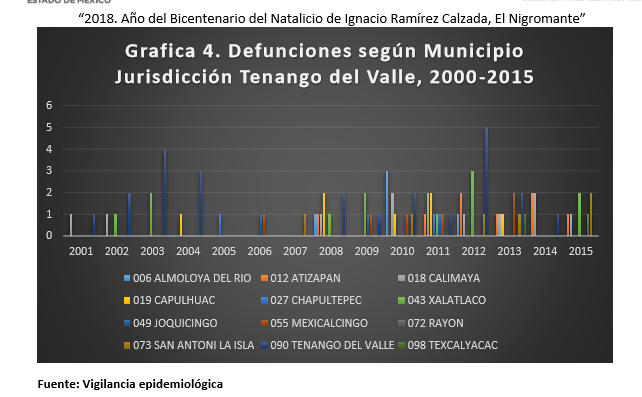 ESTADO DE MÉXICO
“2018. Año del Bicentenario del Natalicio de Ignacio Ramírez Calzada, El Nigromante”
Grafica 4. Defunciones según Municipio
Jurisdicción Tenango del Valle, 2000-2015
6
5
4
3
2
1
0
2001 2002 2003 2004 2005 2006 2007 2008 2009 2010 2011 2012 2013 2014 2015
006 ALMOLOYA DEL RIO 012 ATIZAPAN 018 CALIMAYA
019 CAPULHUAC 027 CHAPULTEPEC 043 XALATLACO
049 JOQUICINGO 055 MEXICALCINGO 072 RAYON
073 SAN ANTONI LA ISLA 090 TENANGO DEL VALLE 098 TEXCALYACAC
Fuente: Vigilancia epidemiológica